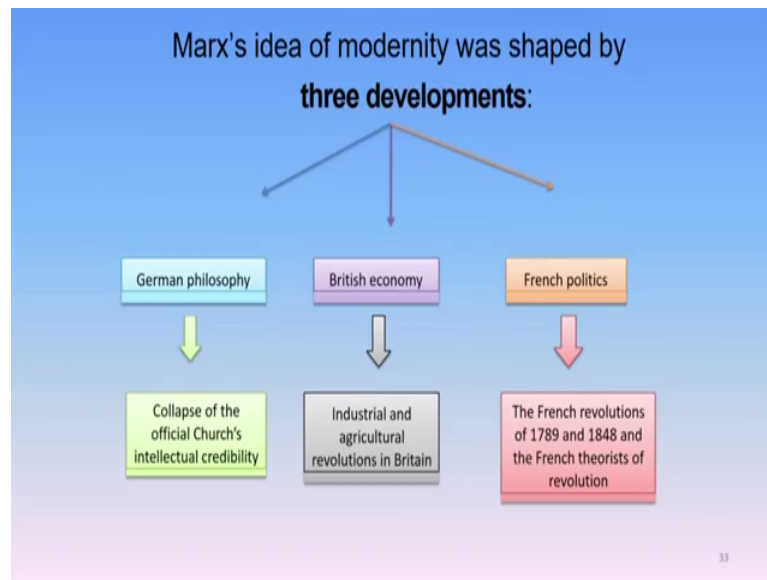 Marx's idea of modernity was shaped by
three developments:
German philosophy
British economy
French politics
Collapse of the
official Church's
intellectual credibility
Industrial and
agricultural
revolutions in Britain
The French revolutions
of 1789 and 1848 and
the French theorists of
revolution
33